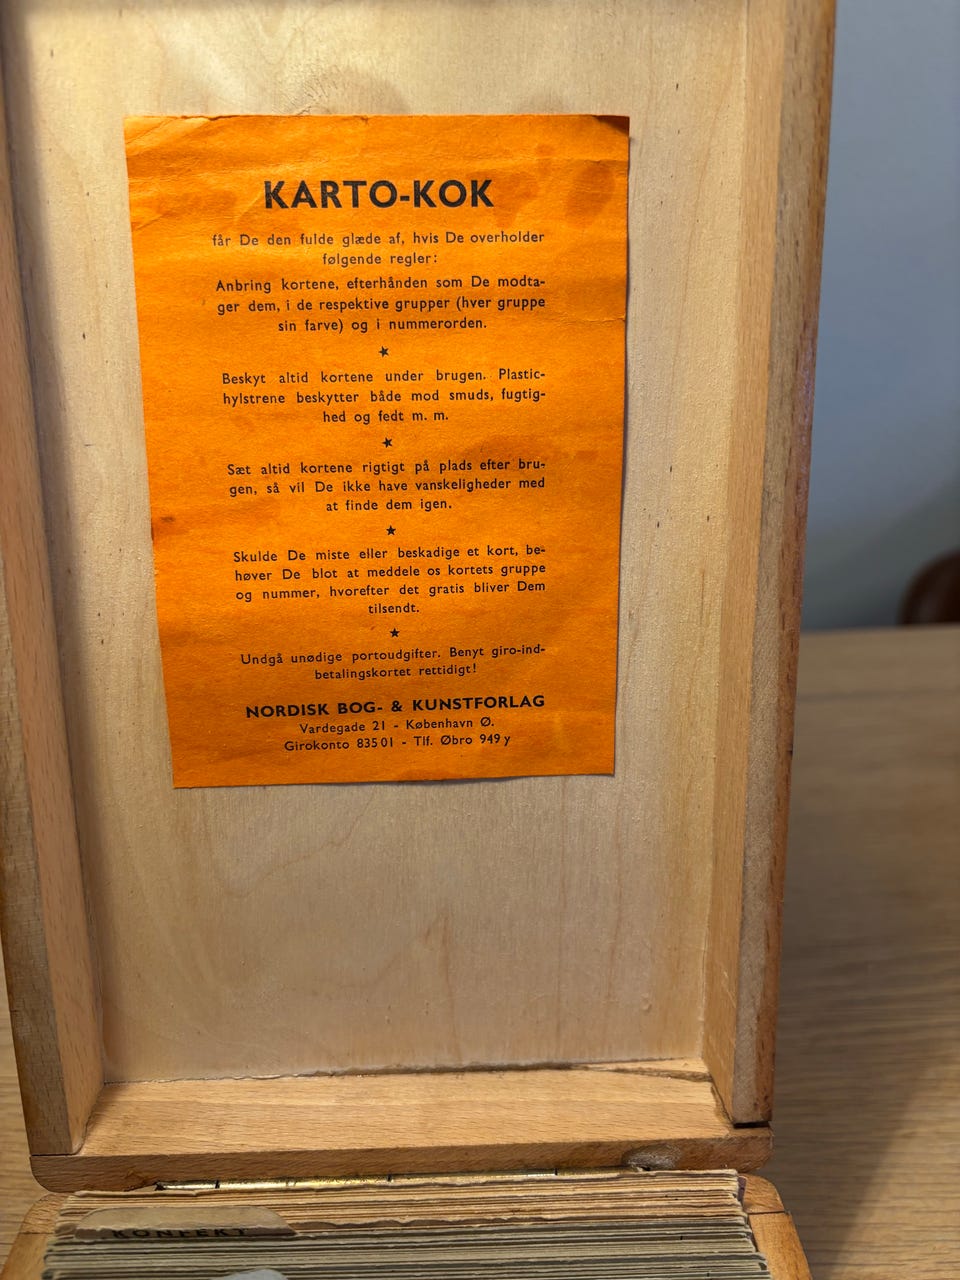 KARTO-KOK
får De den fulde glæde af, hvis De overholder
følgende regler:
Anbring kortene, efterhånden som De modta-
ger dem, i de respektive grupper (hver gruppe
sin farve) og i nummerorden.
★
Beskyt altid kortene under brugen. Plastic-
hylstrene beskytter både mod smuds, fugtig-
hed og fedt m. m.
★
Sæt altid kortene rigtigt på plads efter bru-
gen, så vil De ikke have vanskeligheder med
at finde dem igen.
★
Skulde De miste eller beskadige et kort, be-
høver De blot at meddele os kortets gruppe
og nummer, hvorefter det gratis bliver Dem
tilsendt.
★
Undgå unødige portoudgifter. Benyt giro-ind-
betalingskortet rettidigt!
NORDISK BOG- & KUNSTFORLAG
Vardegade 21 - København Ø.
Girokonto 83501 - Tlf. Øbro 949y
KONFEKT